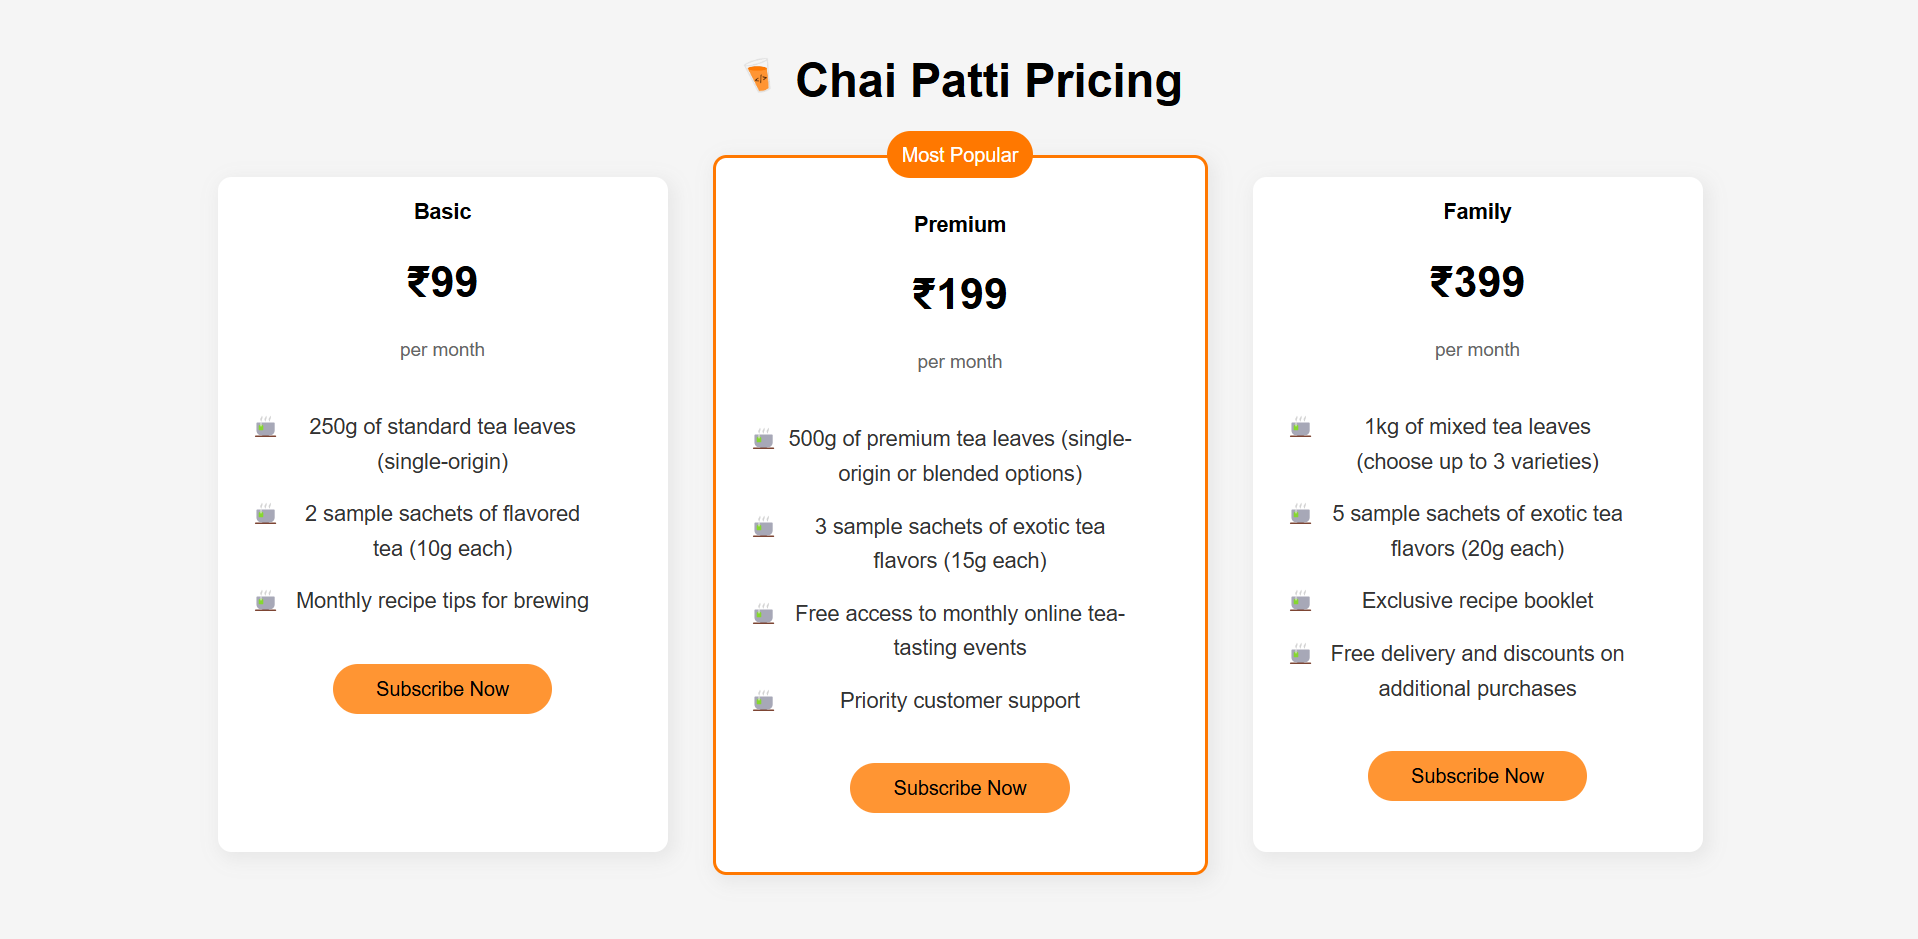 Chai Patti Pricing
Basic
₹99
per month
250g of standard tea leaves
(single-origin)
2 sample sachets of flavored
tea (10g each)
Monthly recipe tips for brewing
Subscribe Now
Most Popular
Premium
₹199
per month
500g of premium tea leaves (single-
origin or blended options)
3 sample sachets of exotic tea
flavors (15g each)
Free access to monthly online tea-
tasting events
Priority customer support
Subscribe Now
Family
₹399
per month
1kg of mixed tea leaves
(choose up to 3 varieties)
5 sample sachets of exotic tea
flavors (20g each)
Exclusive recipe booklet
Free delivery and discounts on
additional purchases
Subscribe Now